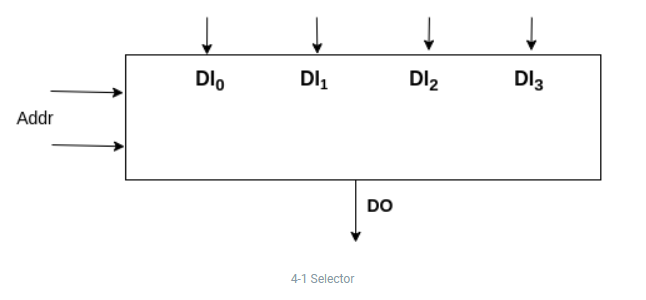 DI₀ DI₁ DI₂ DI₃
Addr
DO
4-1 Selector